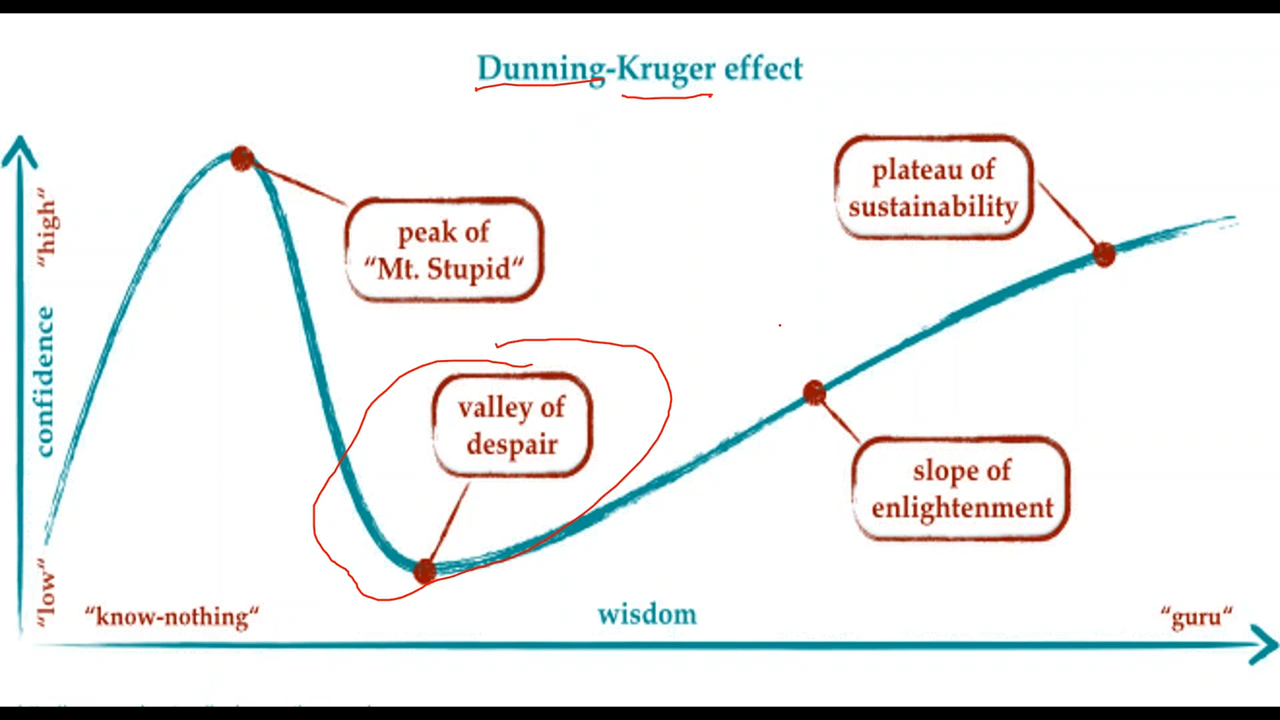 Dunning-Kruger effect
plateau of
sustainability
"high"
peak of
“Mt. Stupid“
confidence
valley of
despair
slope of
enlightenment
"low"
“know-nothing“
wisdom
“guru“